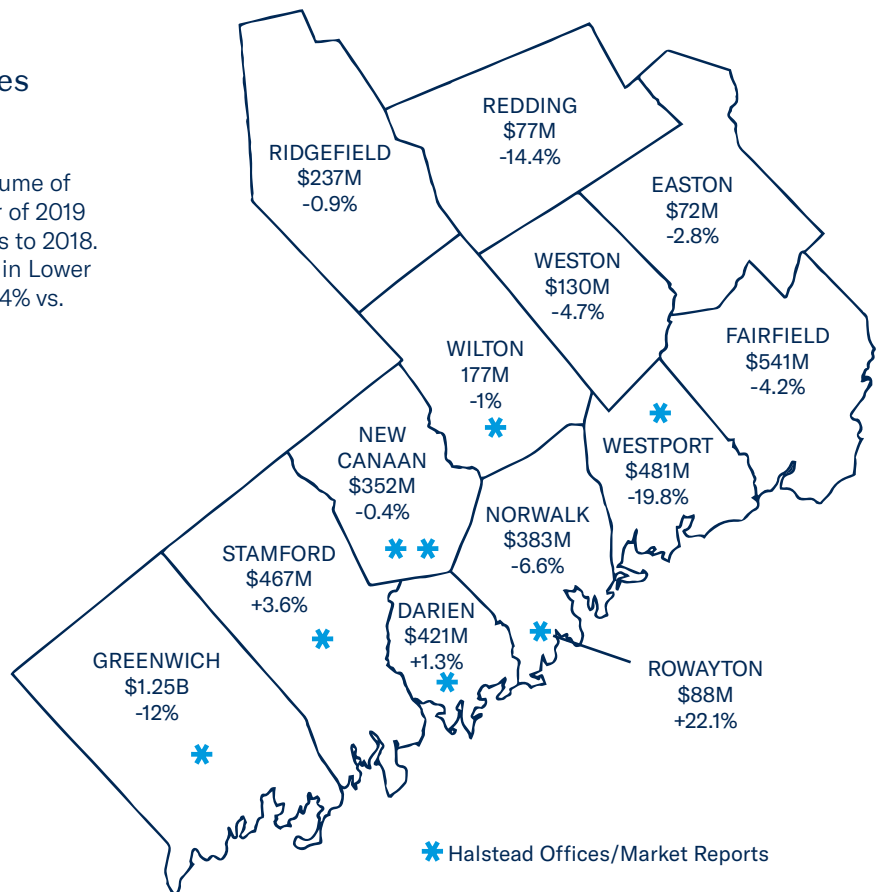 es
ume of
r of 2019
s to 2018.
in Lower
4% vs.
REDDING
$77M
-14.4%
RIDGEFIELD
$237M
-0.9%
EASTON
$72M
-2.8%
WESTON
$130M
-4.7%
FAIRFIELD
$541M
-4.2%
WILTON
177M
-1%
WESTPORT
$481M
-19.8%
NEW
CANAAN
$352M
-0.4%
NORWALK
$383M
-6.6%
STAMFORD
$467M
+3.6%
DARIEN
$421M
+1.3%
GREENWICH
$1.25B
-12%
ROWAYTON
$88M
+22.1%
Halstead Offices/Market Reports